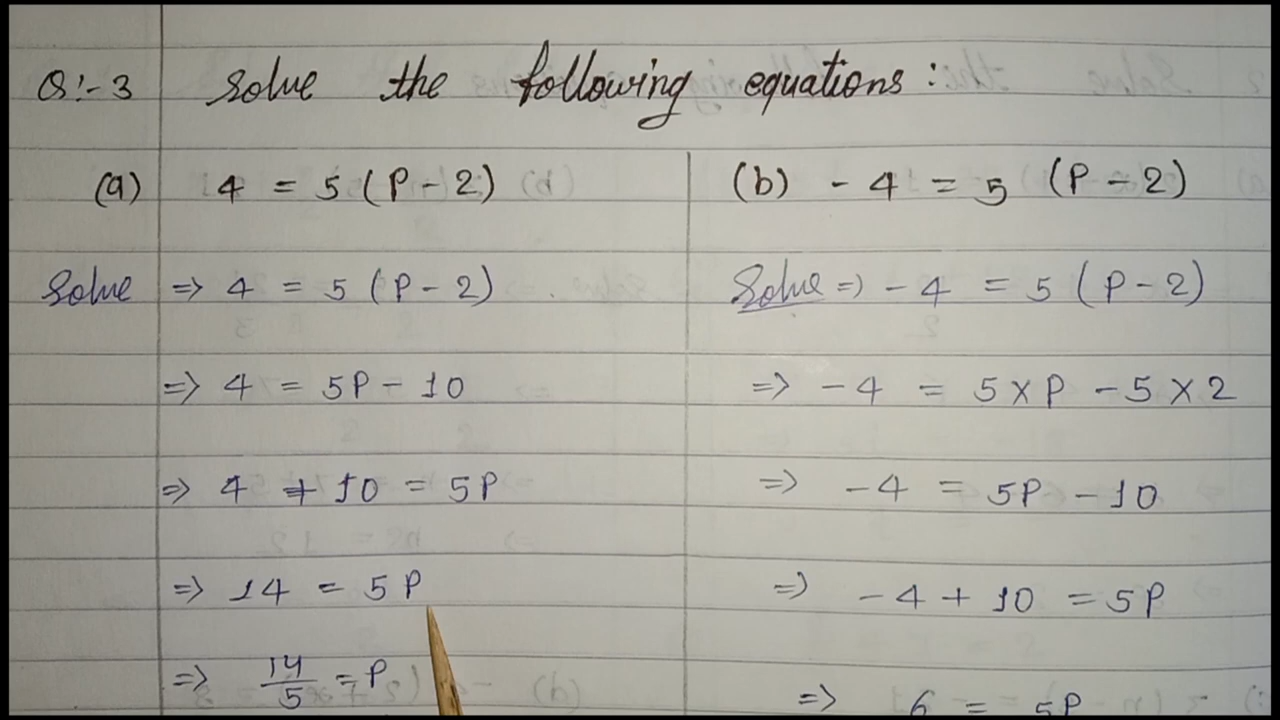 Q:-3 Solve the following equations:
(a) 4 = 5 (P - 2)
Solve => 4 = 5 (P - 2)
=> 4 = 5P - 10
=> 4 + 10 = 5P
=> 14 = 5P
=> 14/5 = P
(b) - 4 = 5 (P - 2)
Solve => - 4 = 5 (P - 2)
=> - 4 = 5 × P - 5 × 2
=> - 4 = 5P - 10
=> - 4 + 10 = 5P
=> 6 = 5P